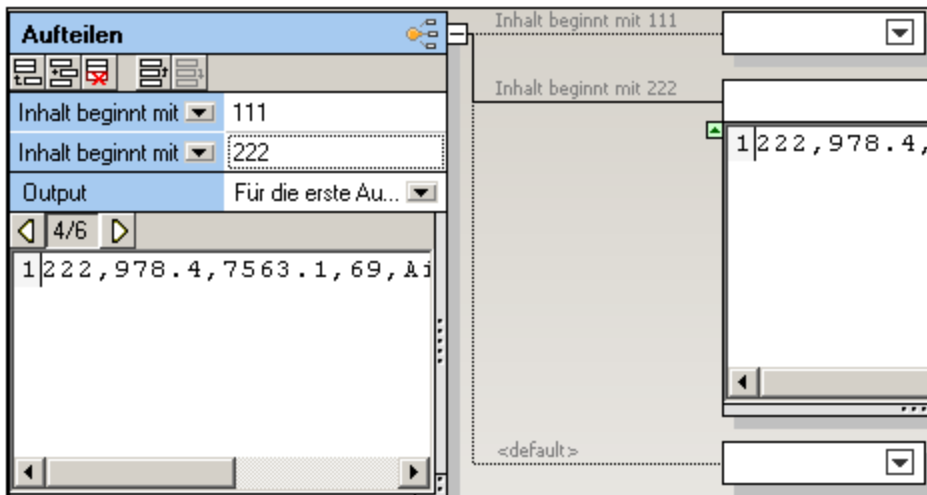 Aufteilen
Inhalt beginnt mit 111
Inhalt beginnt mit 222
Output Für die erste Au...
4/6
1 222,978.4,7563.1,69,Ai
Inhalt beginnt mit 111
Inhalt beginnt mit 222
1 222,978.4,
<default>